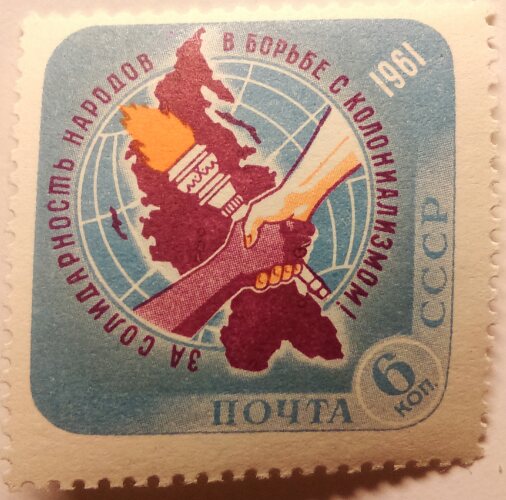 ЗА СОЛИДАРНОСТЬ НАРОДОВ В БОРЬБЕ С КОЛОНИАЛИЗМОМ!
1961
СССР
ПОЧТА
6 КОП.